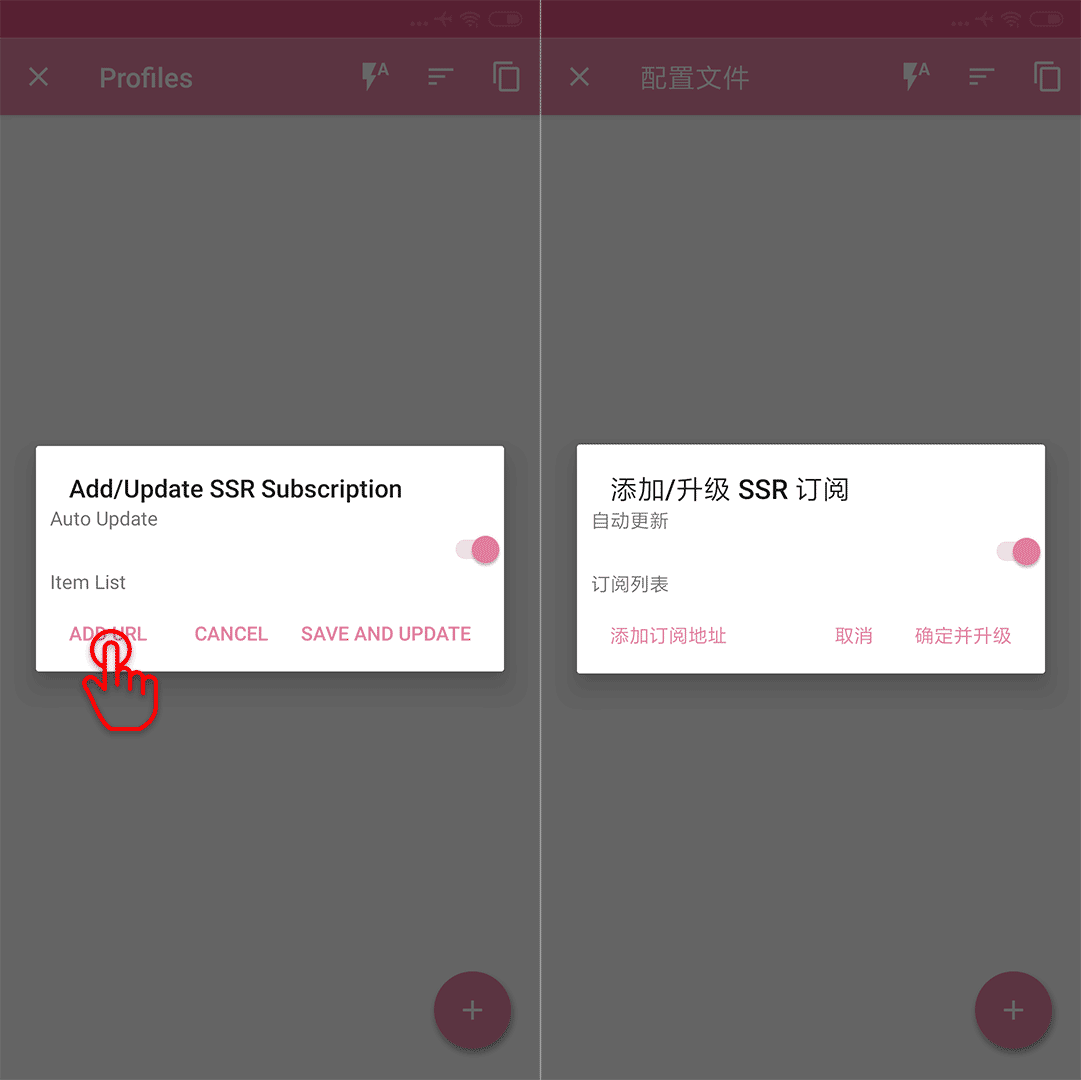 Profiles
A
Add/Update SSR Subscription
Auto Update
Item List
ADD URL CANCEL SAVE AND UPDATE
配置文件
A
添加/升级 SSR 订阅
自动更新
订阅列表
添加订阅地址 取消 确定并升级